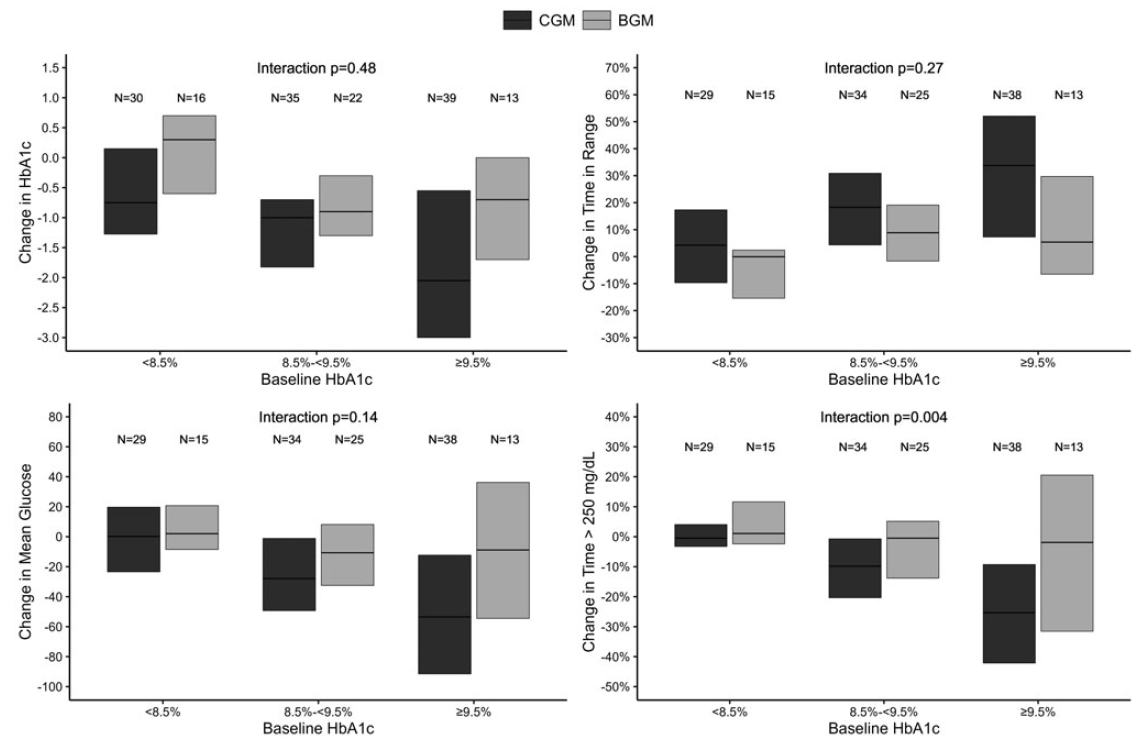 CGM BGM
Interaction p=0.48
N=30 N=16 N=35 N=22 N=39 N=13
Change in HbA1c
1.5
1.0
0.5
0.0
-0.5
-1.0
-1.5
-2.0
-2.5
-3.0
<8.5% 8.5%-<9.5% ≥9.5%
Baseline HbA1c
Interaction p=0.27
N=29 N=15 N=34 N=25 N=38 N=13
Change in Time in Range
70%
60%
50%
40%
30%
20%
10%
0%
-10%
-20%
-30%
<8.5% 8.5%-<9.5% ≥9.5%
Baseline HbA1c
Interaction p=0.14
N=29 N=15 N=34 N=25 N=38 N=13
Change in Mean Glucose
80
60
40
20
0
-20
-40
-60
-80
-100
<8.5% 8.5%-<9.5% ≥9.5%
Baseline HbA1c
Interaction p=0.004
N=29 N=15 N=34 N=25 N=38 N=13
Change in Time > 250 mg/dL
40%
30%
20%
10%
0%
-10%
-20%
-30%
-40%
-50%
<8.5% 8.5%-<9.5% ≥9.5%
Baseline HbA1c